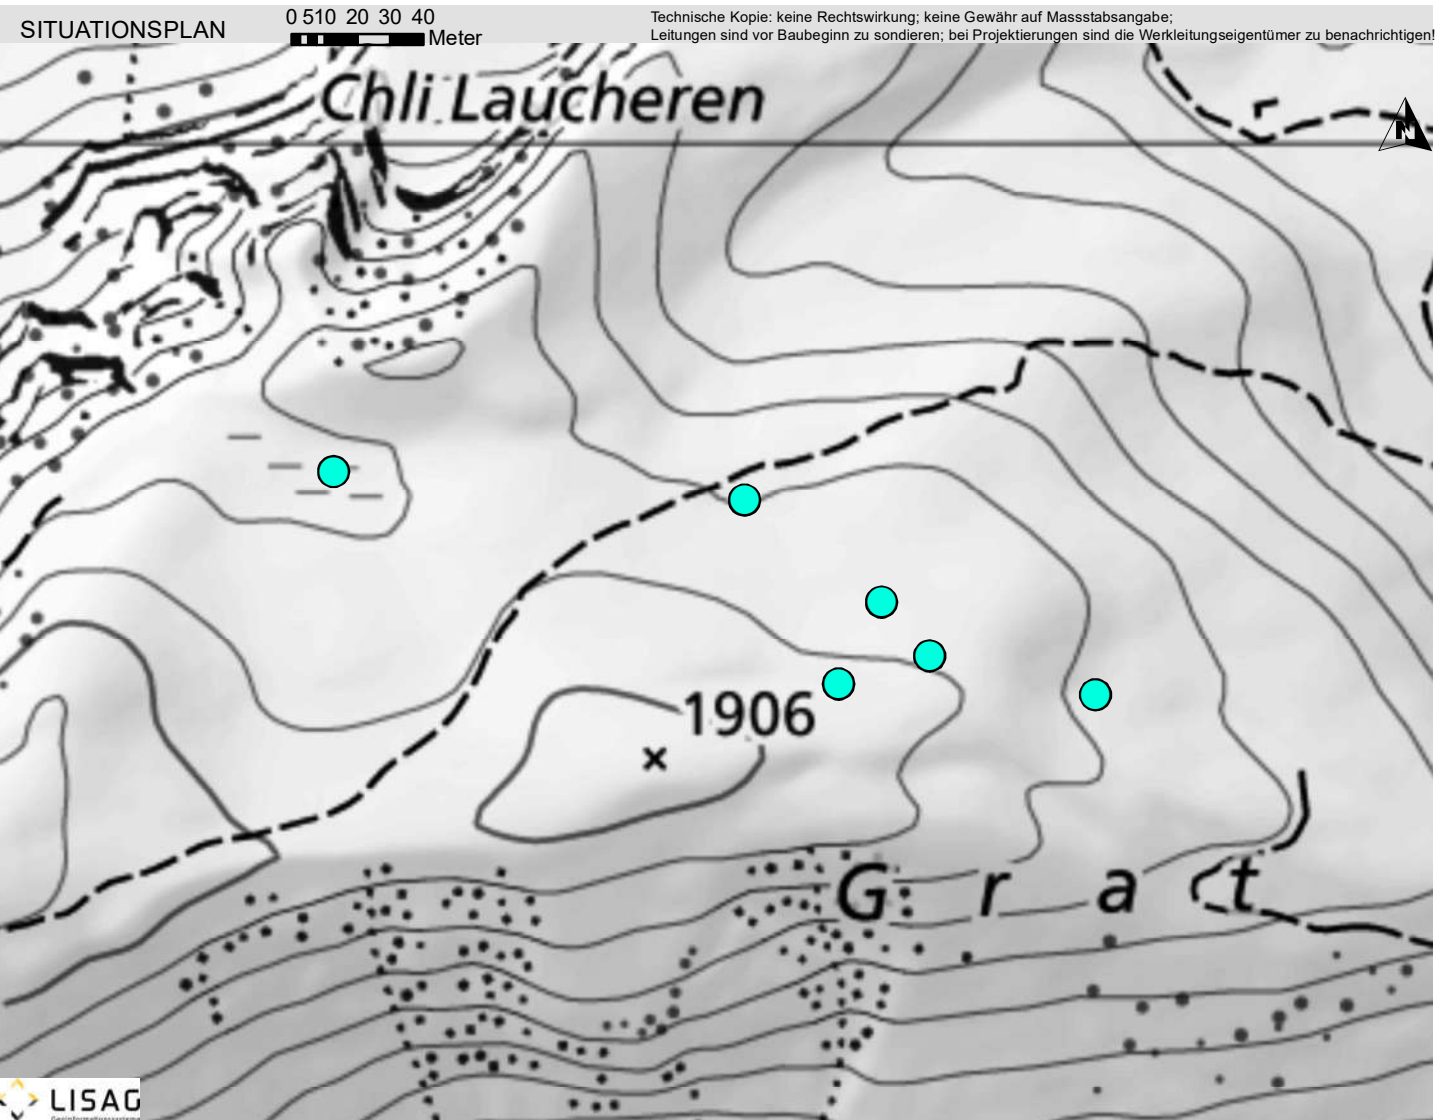 SITUATIONSPLAN
0 510 20 30 40
Meter
Technische Kopie: keine Rechtswirkung; keine Gewähr auf Massstabsangabe;
Leitungen sind vor Baubeginn zu sondieren; bei Projektierungen sind die Werkleitungseigentümer zu benachrichtigen!
Chli Laucheren
N
1906
G r a t
LISAG